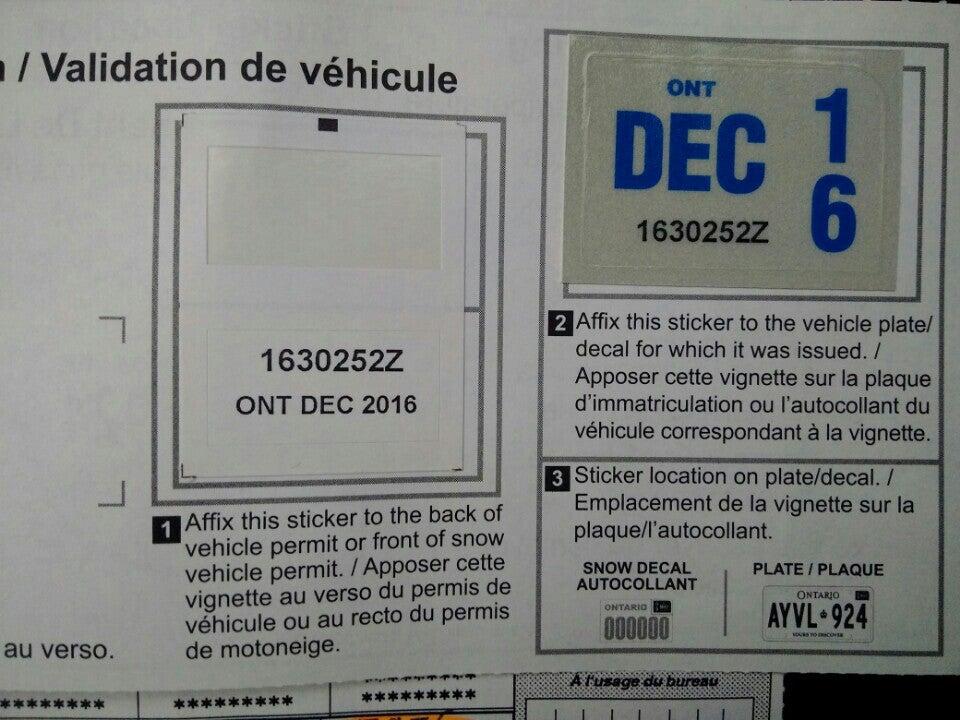 / Validation de véhicule
1630252Z
ONT DEC 2016
1 Affix this sticker to the back of
vehicle permit or front of snow
vehicle permit. / Apposer cette
vignette au verso du permis de
véhicule ou au recto du permis
de motoneige.
au verso.
ONT
DEC 16
1630252Z
2 Affix this sticker to the vehicle plate/
decal for which it was issued. /
Apposer cette vignette sur la plaque
d'immatriculation ou l'autocollant du
véhicule correspondant à la vignette.
3 Sticker location on plate/decal. /
Emplacement de la vignette sur la
plaque/l'autocollant.
SNOW DECAL
AUTOCOLLANT
ONTARIO
000000
PLATE / PLAQUE
ONTARIO
AYVL 924
YOURS TO DISCOVER
À l'usage du bureau
********* ********* *********
*********